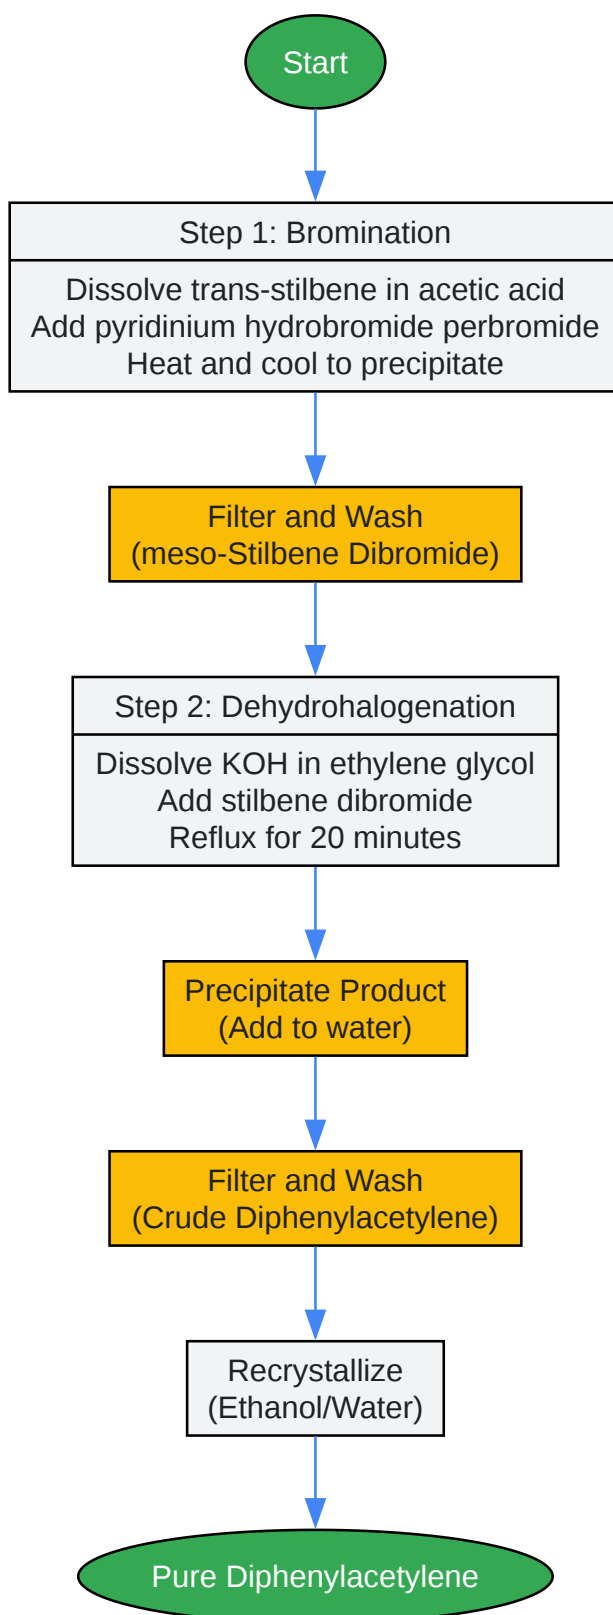 Start
Step 1: Bromination
Dissolve trans-stilbene in acetic acid
Add pyridinium hydrobromide perbromide
Heat and cool to precipitate
Filter and Wash
(meso-Stilbene Dibromide)
Step 2: Dehydrohalogenation
Dissolve KOH in ethylene glycol
Add stilbene dibromide
Reflux for 20 minutes
Precipitate Product
(Add to water)
Filter and Wash
(Crude Diphenylacetylene)
Recrystallize
(Ethanol/Water)
Pure Diphenylacetylene